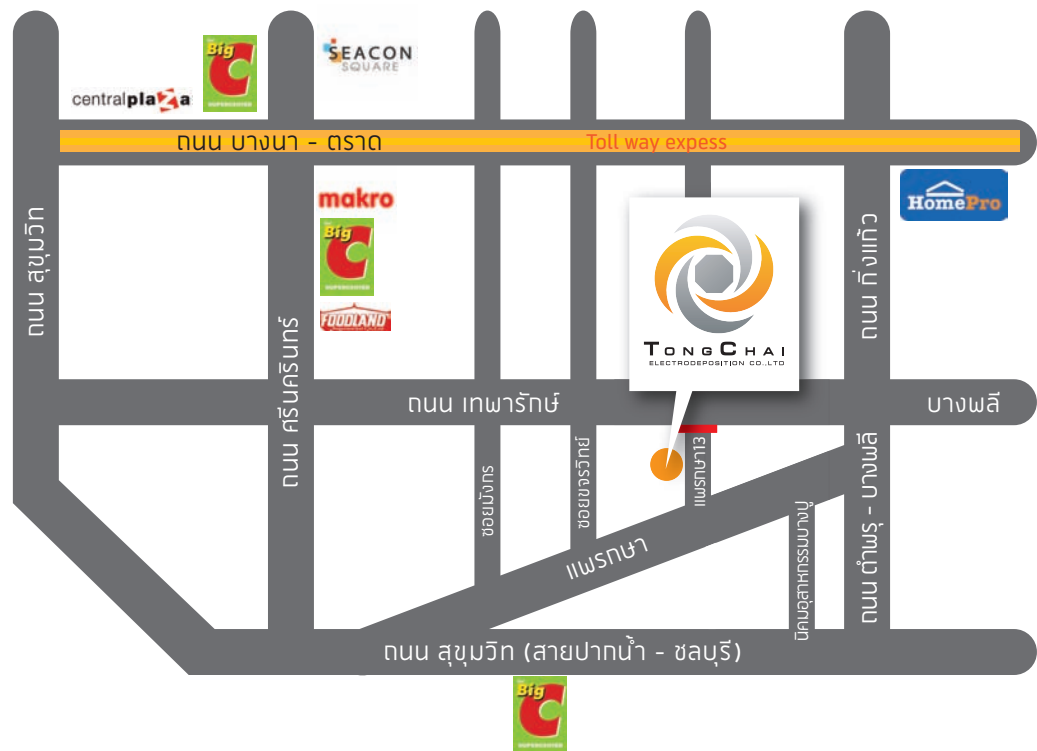 Big
C
SUPERCENTER
SEACON
SQUARE
centralplaza
ถนน บางนา - ตราด
Toll way expess
makro
Big
C
SUPERCENTER
FOODLAND
HomePro
ถนน สุขุมวิท
ถนน ศรีนครินทร์
ถนน กิ่งแก้ว
TONGCHAI
ELECTRODEPOSITION CO.,LTD
ถนน เทพารักษ์
บางพลี
ซอยมังกร
ซอยขจรวิทย์
แพรกษา13
แพรกษา
นิคมอุสาหกรรมบางปู
ถนน ตำหรุ - บางพลี
ถนน สุขุมวิท (สายปากน้ำ - ชลบุรี)
Big
C
SUPERCENTER